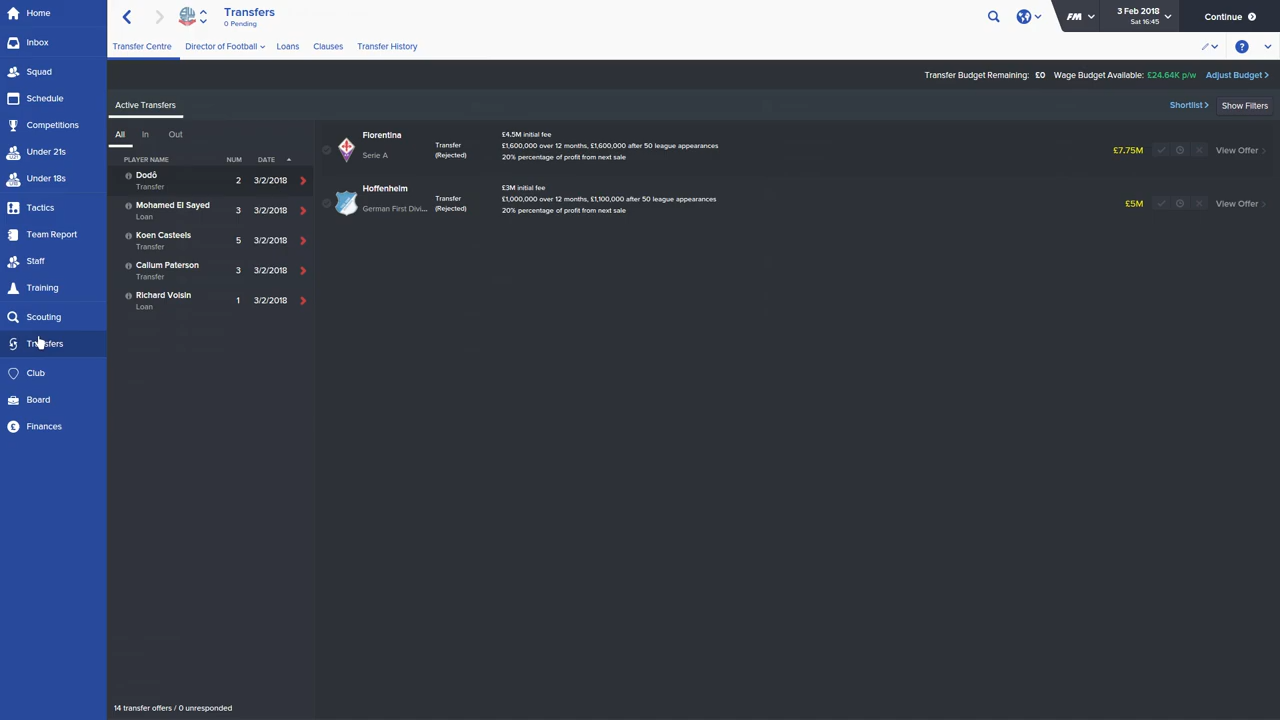 Home
Inbox
Squad
Schedule
Competitions
Under 21s
Under 18s
Tactics
Team Report
Staff
Training
Scouting
Transfers
Club
Board
Finances
Transfers
0 Pending
FM
3 Feb 2018
Sat 16:45
Continue
Transfer Centre
Director of Football
Loans
Clauses
Transfer History
?
Transfer Budget Remaining: £0 Wage Budget Available: £24.64K p/w Adjust Budget >
Active Transfers
Shortlist >
Show Filters
All In Out
PLAYER NAME NUM DATE
Dodô 2 3/2/2018
Transfer
Mohamed El Sayed 3 3/2/2018
Loan
Koen Casteels 5 3/2/2018
Transfer
Callum Paterson 3 3/2/2018
Transfer
Richard Voisin 1 3/2/2018
Loan
Fiorentina
Serie A
Transfer
(Rejected)
£4.5M initial fee
£1,600,000 over 12 months, £1,600,000 after 50 league appearances
20% percentage of profit from next sale
£7.75M
View Offer >
Hoffenheim
German First Divi...
Transfer
(Rejected)
£3M initial fee
£1,000,000 over 12 months, £1,100,000 after 50 league appearances
20% percentage of profit from next sale
£5M
View Offer >
14 transfer offers / 0 unresponded